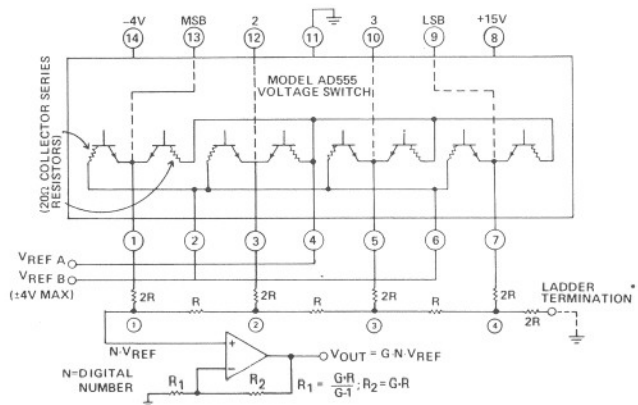 -4V MSB 2 3 LSB +15V
14 13 12 11 10 9 8
MODEL AD555
VOLTAGE SWITCH
(20Ω COLLECTOR SERIES
RESISTORS)
1 2 3 4 5 6 7
VREF A
VREF B
(±4V MAX)
2R 2R 2R 2R
LADDER
TERMINATION*
R R R 2R
1 2 3 4
N·VREF
+
−
VOUT = G·N·VREF
N=DIGITAL
NUMBER
R1 R2 R1 = G·R/G-1; R2 = G·R